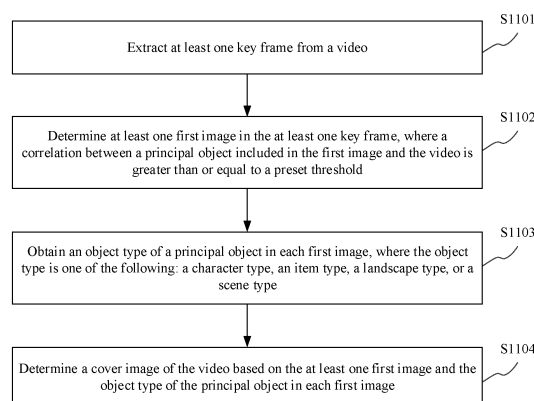 S1101
Extract at least one key frame from a video
S1102
Determine at least one first image in the at least one key frame, where a
correlation between a principal object included in the first image and the video is
greater than or equal to a preset threshold
S1103
Obtain an object type of a principal object in each first image, where the object
type is one of the following: a character type, an item type, a landscape type, or a
scene type
S1104
Determine a cover image of the video based on the at least one first image and the
object type of the principal object in each first image